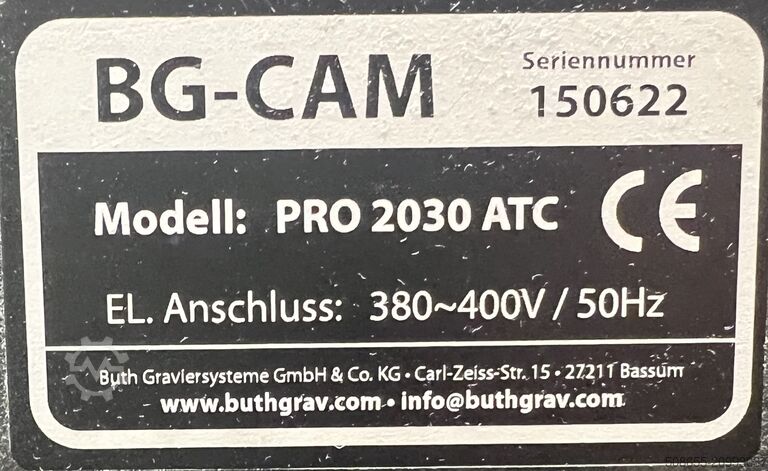 BG-CAM
Seriennummer
150622
Modell: PRO 2030 ATC CE
EL. Anschluss: 380~400V / 50Hz
Buth Graviersysteme GmbH & Co. KG • Carl-Zeiss-Str. 15 • 27211 Bassum
www.buthgrav.com • info@buthgrav.com